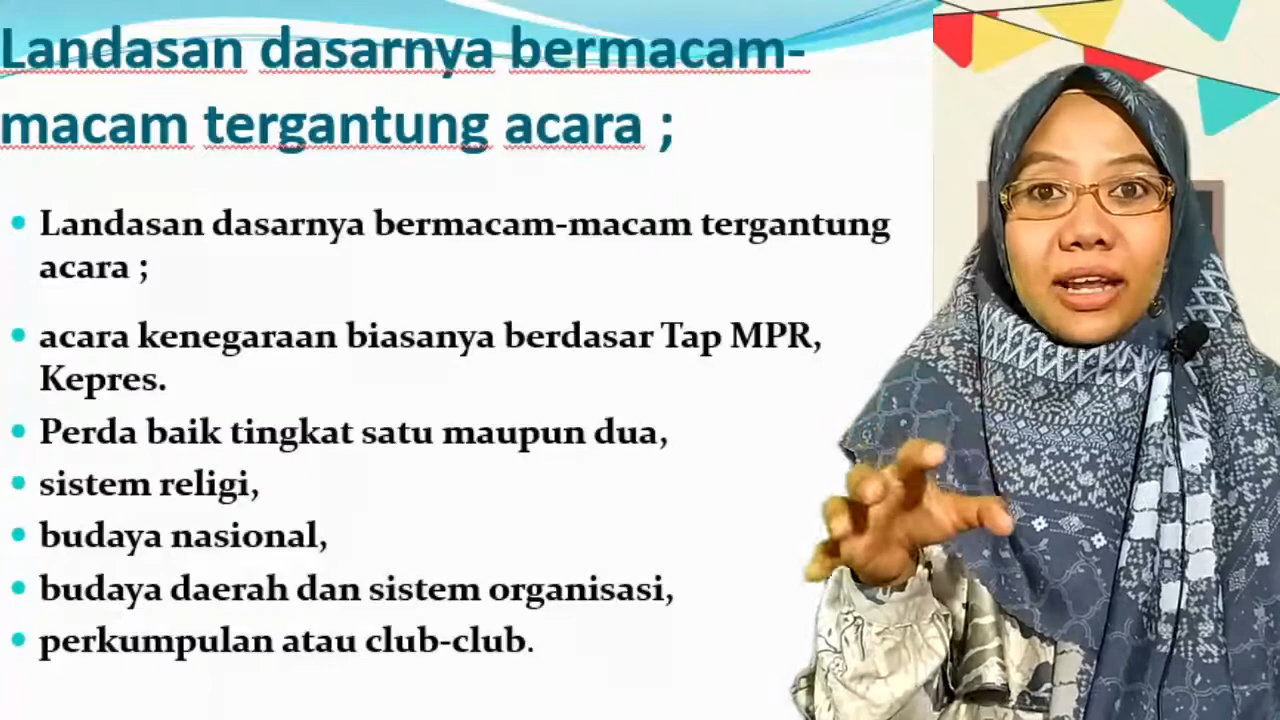 Landasan dasarnya bermacam-
macam tergantung acara ;
Landasan dasarnya bermacam-macam tergantung
acara ;
acara kenegaraan biasanya berdasar Tap MPR,
Kepres.
Perda baik tingkat satu maupun dua,
sistem religi,
budaya nasional,
budaya daerah dan sistem organisasi,
perkumpulan atau club-club.